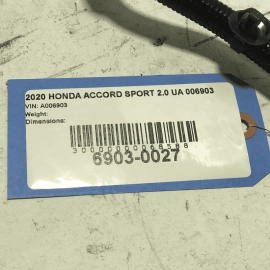 2020 HONDA ACCORD SPORT 2.0 UA 006903
VIN: A006903
Weight:
Dimensions:
6903-0027